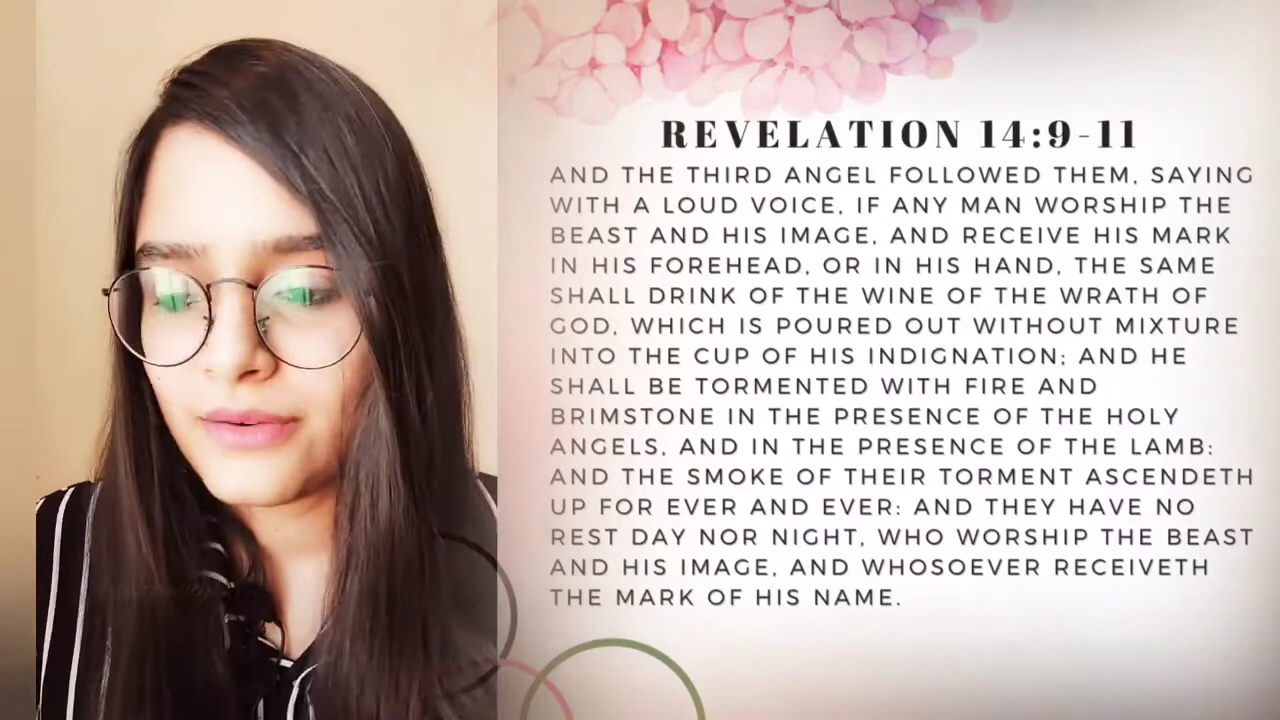 REVELATION 14:9-11
AND THE THIRD ANGEL FOLLOWED THEM, SAYING
WITH A LOUD VOICE, IF ANY MAN WORSHIP THE
BEAST AND HIS IMAGE, AND RECEIVE HIS MARK
IN HIS FOREHEAD, OR IN HIS HAND, THE SAME
SHALL DRINK OF THE WINE OF THE WRATH OF
GOD, WHICH IS POURED OUT WITHOUT MIXTURE
INTO THE CUP OF HIS INDIGNATION; AND HE
SHALL BE TORMENTED WITH FIRE AND
BRIMSTONE IN THE PRESENCE OF THE HOLY
ANGELS, AND IN THE PRESENCE OF THE LAMB:
AND THE SMOKE OF THEIR TORMENT ASCENDETH
UP FOR EVER AND EVER: AND THEY HAVE NO
REST DAY NOR NIGHT, WHO WORSHIP THE BEAST
AND HIS IMAGE, AND WHOSOEVER RECEIVETH
THE MARK OF HIS NAME.